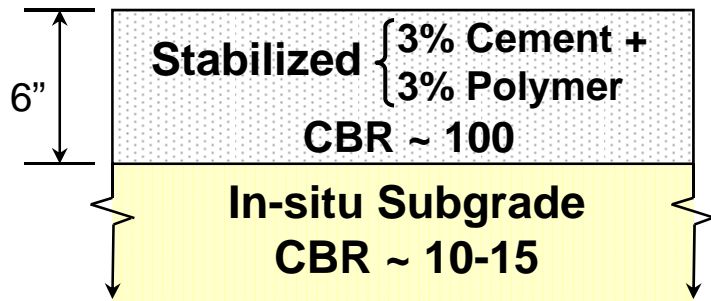 3% Cement +
Stabilized
3% Polymer
6”
CBR ~ 100
In-situ Subgrade
CBR ~ 10-15